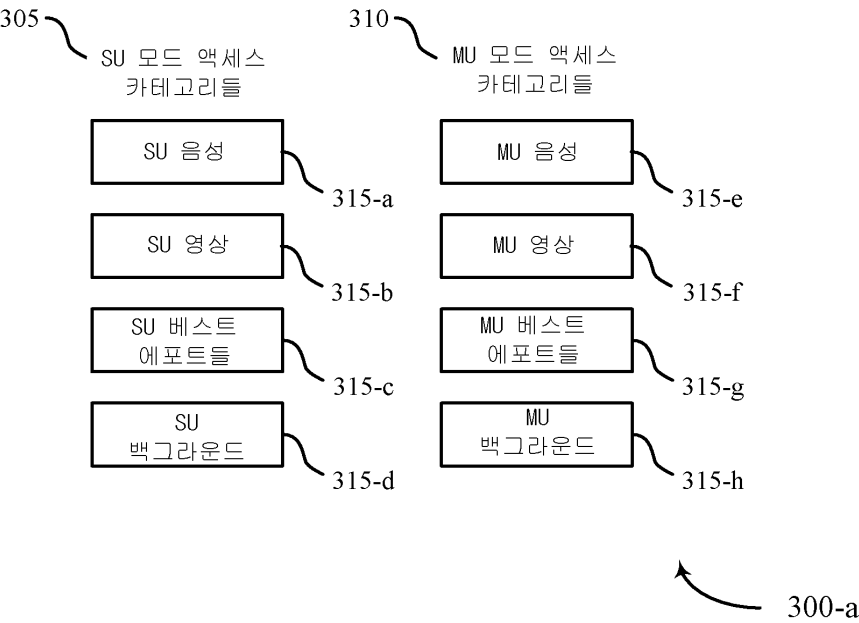 305
310
SU 모드 액세스
카테고리들
MU 모드 액세스
카테고리들
SU 음성
315-a
MU 음성
315-e
SU 영상
315-b
MU 영상
315-f
SU 베스트
에포트들
315-c
MU 베스트
에포트들
315-g
SU
백그라운드
315-d
MU
백그라운드
315-h
300-a